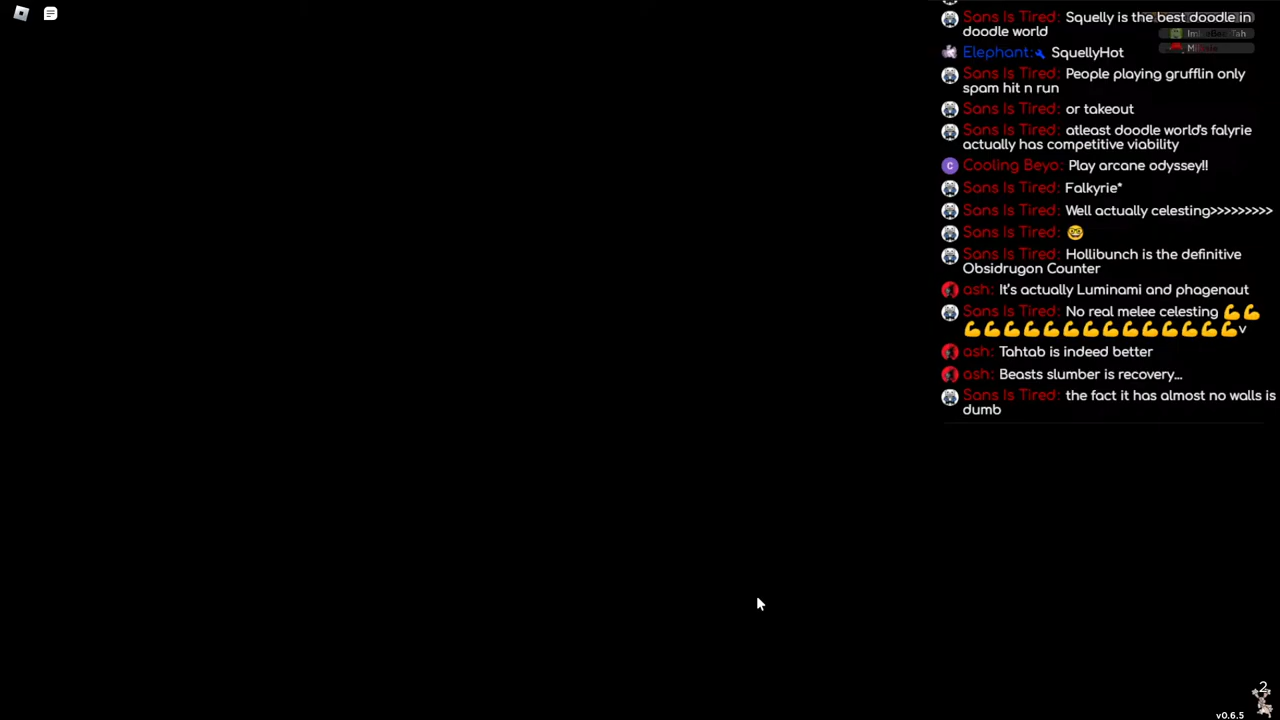 Sans Is Tired: Squelly is the best doodle in
doodle world
Elephant: SquellyHot
Sans Is Tired: People playing grufflin only
spam hit n run
Sans Is Tired: or takeout
Sans Is Tired: atleast doodle world's falyrie
actually has competitive viability
C Cooling Beyo: Play arcane odyssey!!
Sans Is Tired: Falkyrie*
Sans Is Tired: Well actually celesting>>>>>>>>>
Sans Is Tired: 🤓
Sans Is Tired: Hollibunch is the definitive
Obsidrugon Counter
ash: It's actually Luminami and phagenaut
Sans Is Tired: No real melee celesting 💪💪
💪💪💪💪💪💪💪💪💪💪💪💪💪💪v
ash: Tahtab is indeed better
ash: Beasts slumber is recovery...
Sans Is Tired: the fact it has almost no walls is
dumb
2
v0.6.5